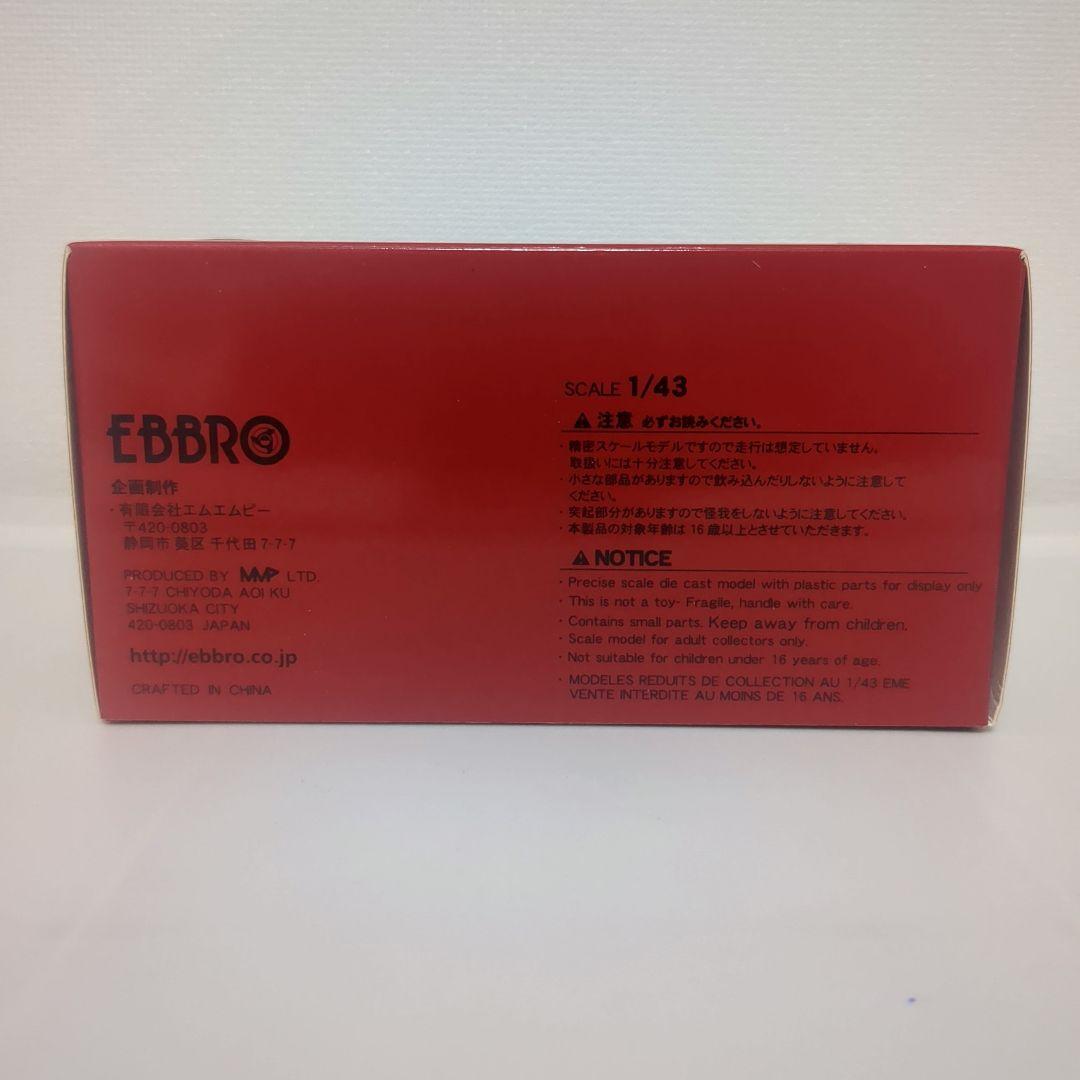 EBBRO
企画制作
・有限会社エムエムピー
〒420-0803
静岡市 葵区 千代田 7-7-7
PRODUCED BY MMP LTD.
7-7-7 CHIYODA AOI KU
SHIZUOKA CITY
420-0803 JAPAN
http://ebbro.co.jp
CRAFTED IN CHINA
SCALE 1/43
注意 必ずお読みください。
・精密スケールモデルですので走行は想定していません。
取扱いには十分注意してください。
・小さな部品がありますので飲み込んだりしないように注意して
ください。
・突起部分がありますので怪我をしないように注意してください。
・本製品の対象年齢は 16 歳以上とさせていただきます。
NOTICE
・Precise scale die cast model with plastic parts for display only
・This is not a toy- Fragile, handle with care.
・Contains small parts. Keep away from children.
・Scale model for adult collectors only.
・Not suitable for children under 16 years of age.
・MODELES REDUITS DE COLLECTION AU 1/43 EME
VENTE INTERDITE AU MOINS DE 16 ANS.